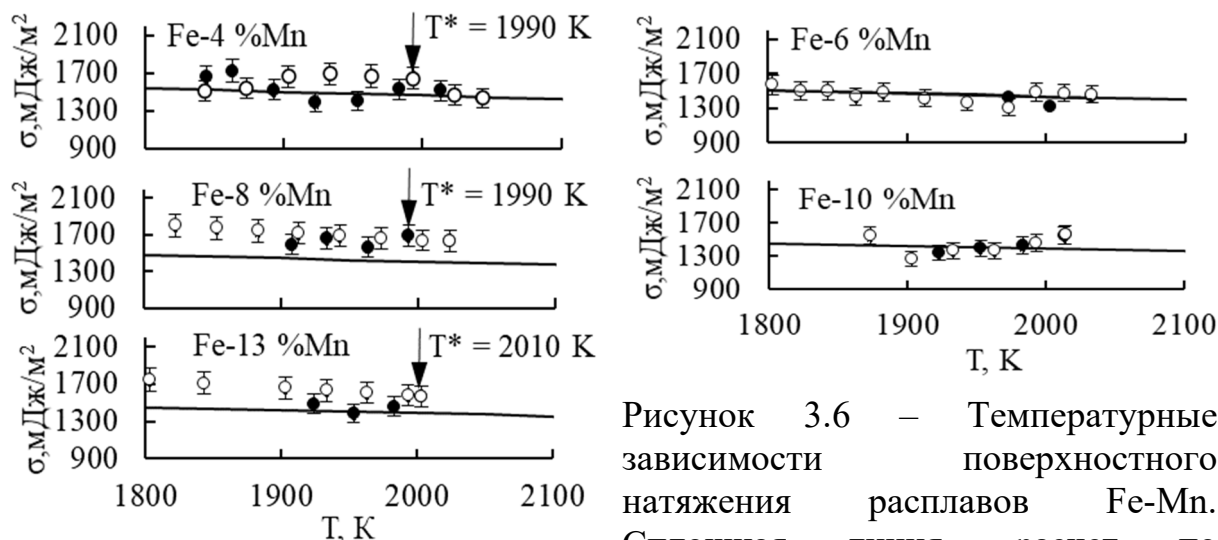 2100
1700
1300
900
σ,мДж/м²
Fe-4 %Mn
T* = 1990 K
2100
1700
1300
900
σ,мДж/м²
Fe-8 %Mn
T* = 1990 K
2100
1700
1300
900
σ,мДж/м²
Fe-13 %Mn
T* = 2010 K
1800 1900 2000 2100
T, K
2100
1700
1300
900
σ,мДж/м²
Fe-6 %Mn
2100
1700
1300
900
σ,мДж/м²
Fe-10 %Mn
1800 1900 2000 2100
T, K
Рисунок 3.6 – Температурные
зависимости поверхностного
натяжения расплавов Fe-Mn.